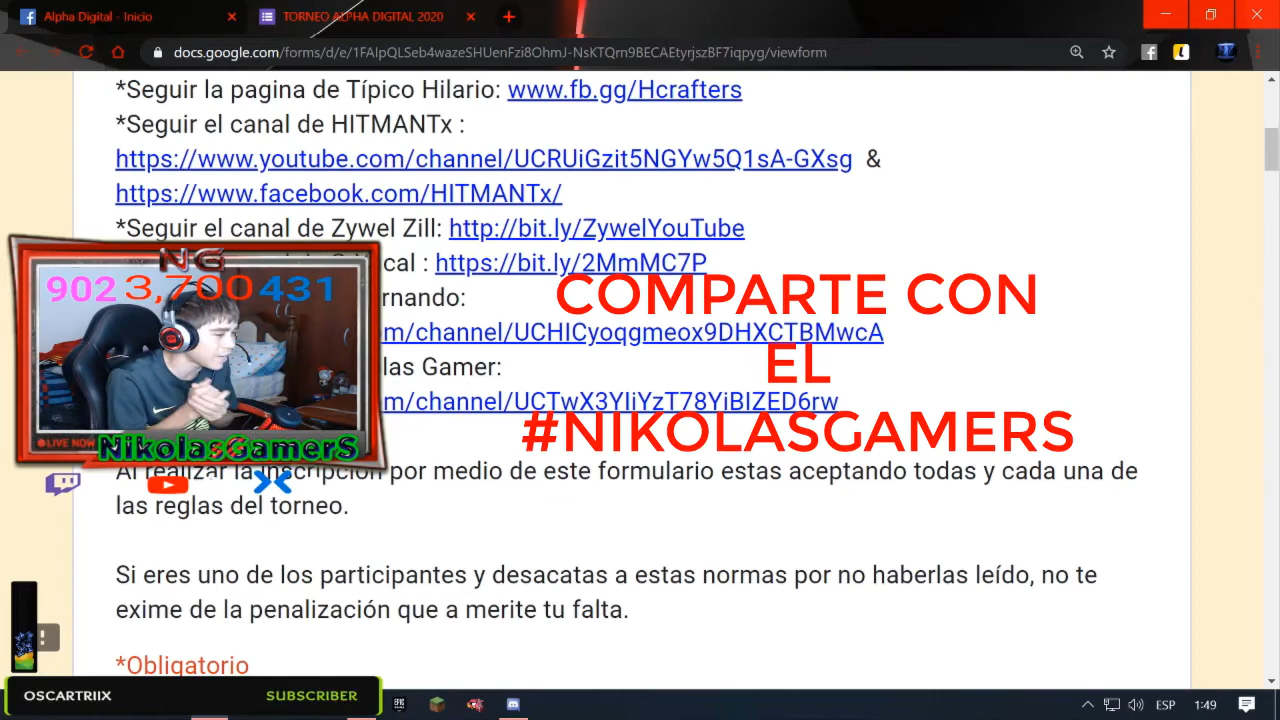 Alpha Digital - Inicio
TORNEO ALPHA DIGITAL 2020
docs.google.com/forms/d/e/1FAIpQLSeb4wazeSHUenFzi8OhmJ-NsKTQrn9BECAEtyrjszBF7iqpyg/viewform
*Seguir la pagina de Típico Hilario: www.fb.gg/Hcrafters
*Seguir el canal de HITMANTx :
https://www.youtube.com/channel/UCRUiGzit5NGYw5Q1sA-GXsg &
https://www.facebook.com/HITMANTx/
*Seguir el canal de Zywel Zill: http://bit.ly/ZywelYouTube
cal : https://bit.ly/2MmMC7P
rnando:
m/channel/UCHICyoqgmeox9DHXCTBMwcA
las Gamer:
m/channel/UCTwX3YIiYzT78YiBIZED6rw
NG
902 3,700 431
LIVE NOW
NikolasGamerS
COMPARTE CON
EL
#NIKOLASGAMERS
Al realizar la inscripción por medio de este formulario estas aceptando todas y cada una de
las reglas del torneo.
Si eres uno de los participantes y desacatas a estas normas por no haberlas leído, no te
exime de la penalización que a merite tu falta.
*Obligatorio
OSCARTRIIX SUBSCRIBER
ESP 1:49